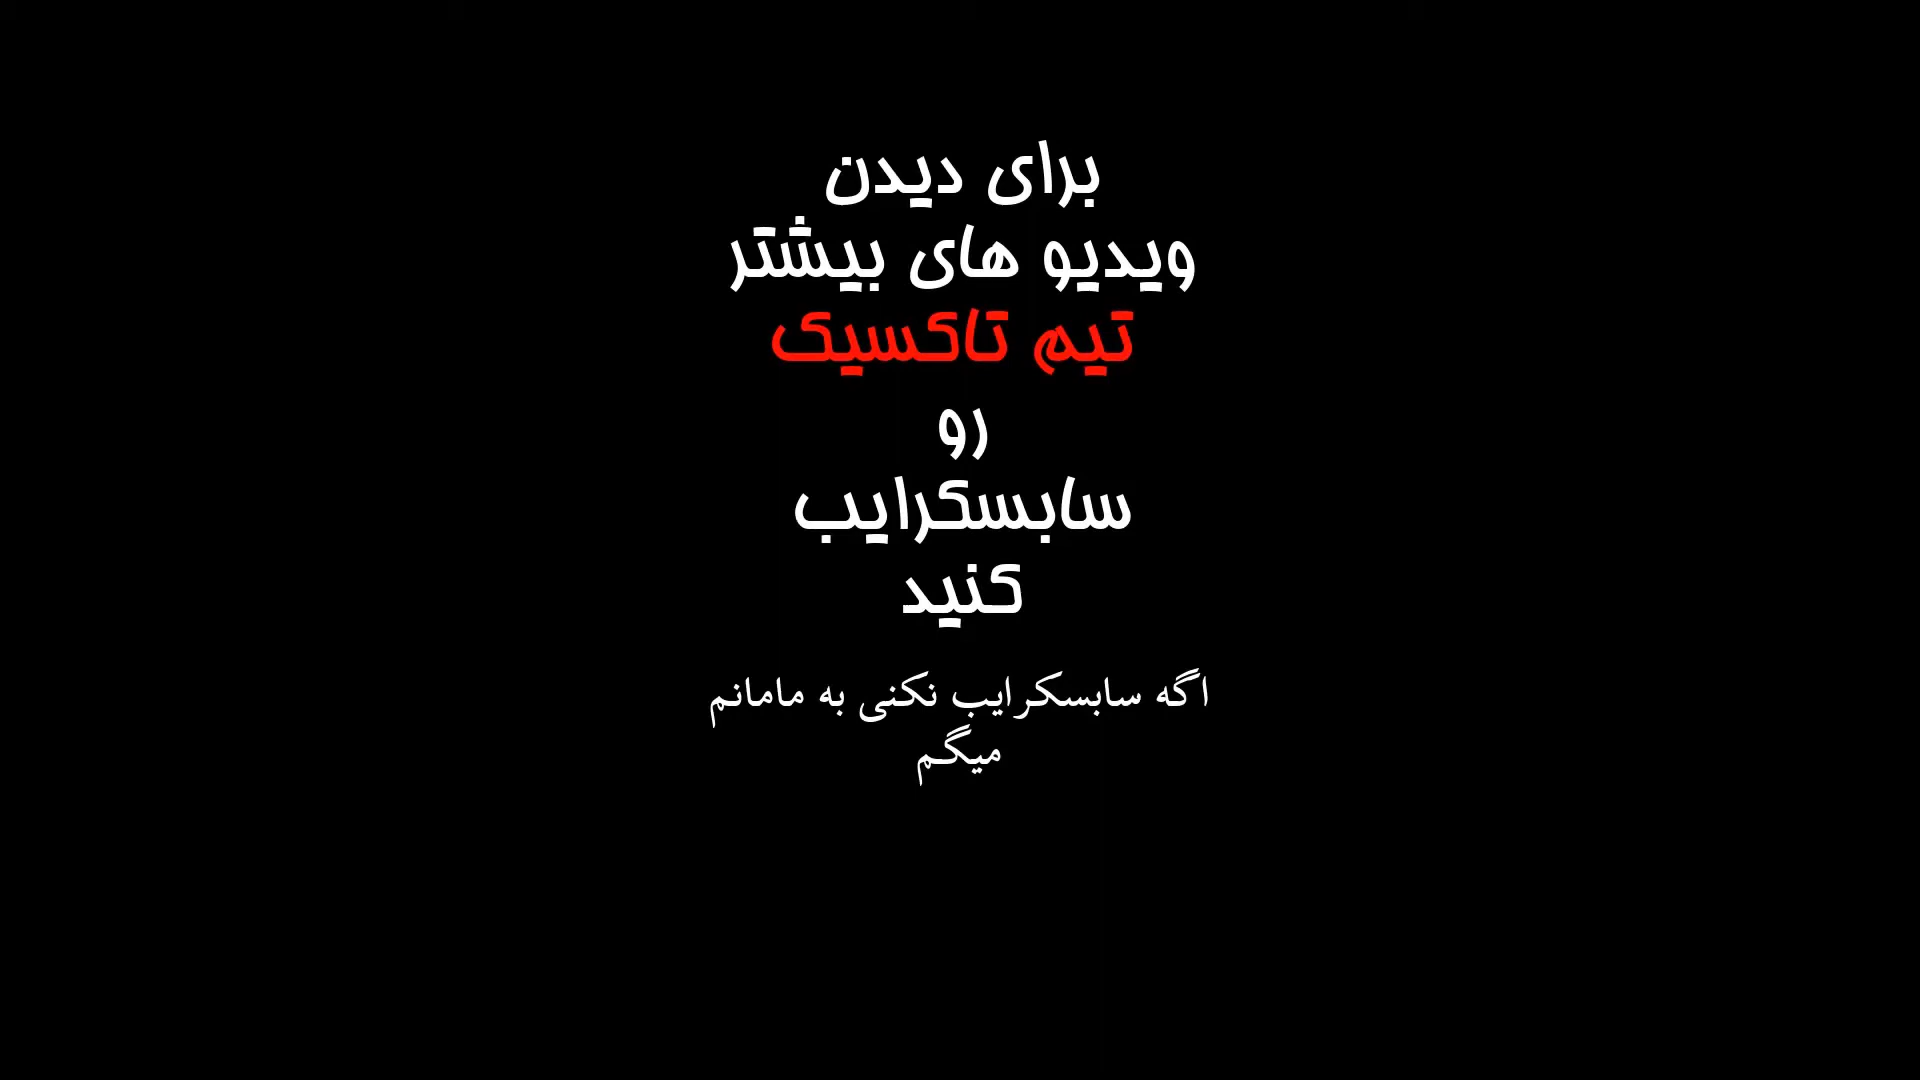 برای دیدن
ویدیو های بیشتر
تیم تاکسیک
رو
سابسکرایب
کنید
اگه سابسکرایب نکنی به مامانم
میگم